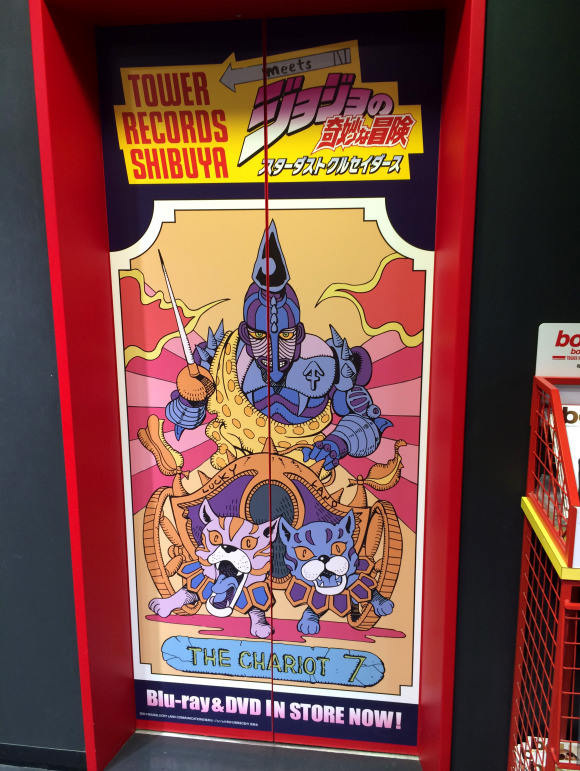 meets
TOWER
RECORDS
SHIBUYA
ジョジョの
奇妙な冒険
スターダストクルセイダース
LUCKY
THE CHARIOT 7
Blu-ray & DVD IN STORE NOW!
bo